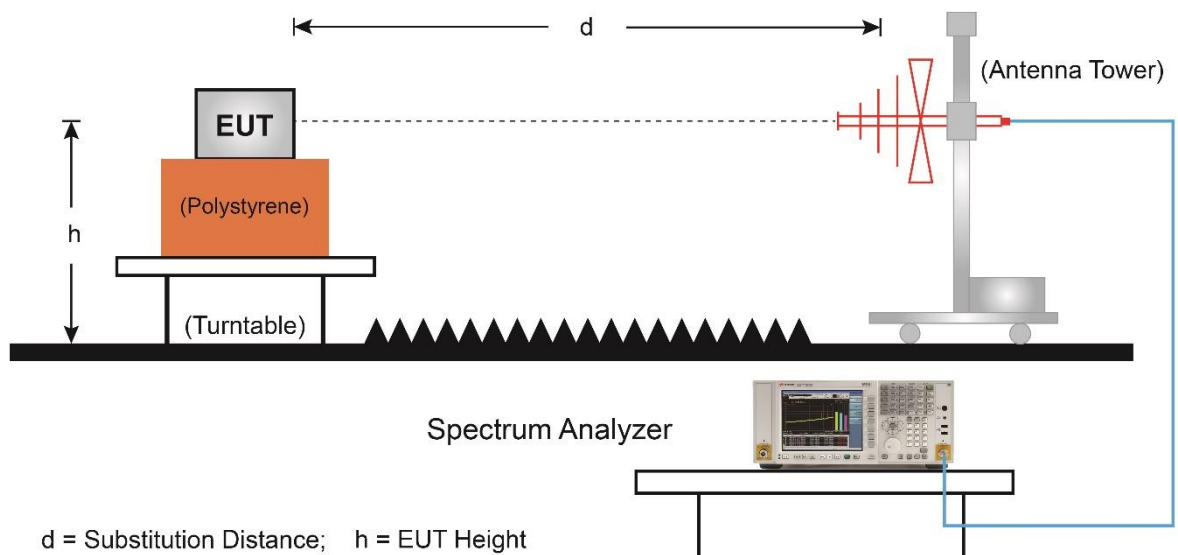 d
(Antenna Tower)
EUT
(Polystyrene)
h
(Turntable)
Spectrum Analyzer
d = Substitution Distance; h = EUT Height